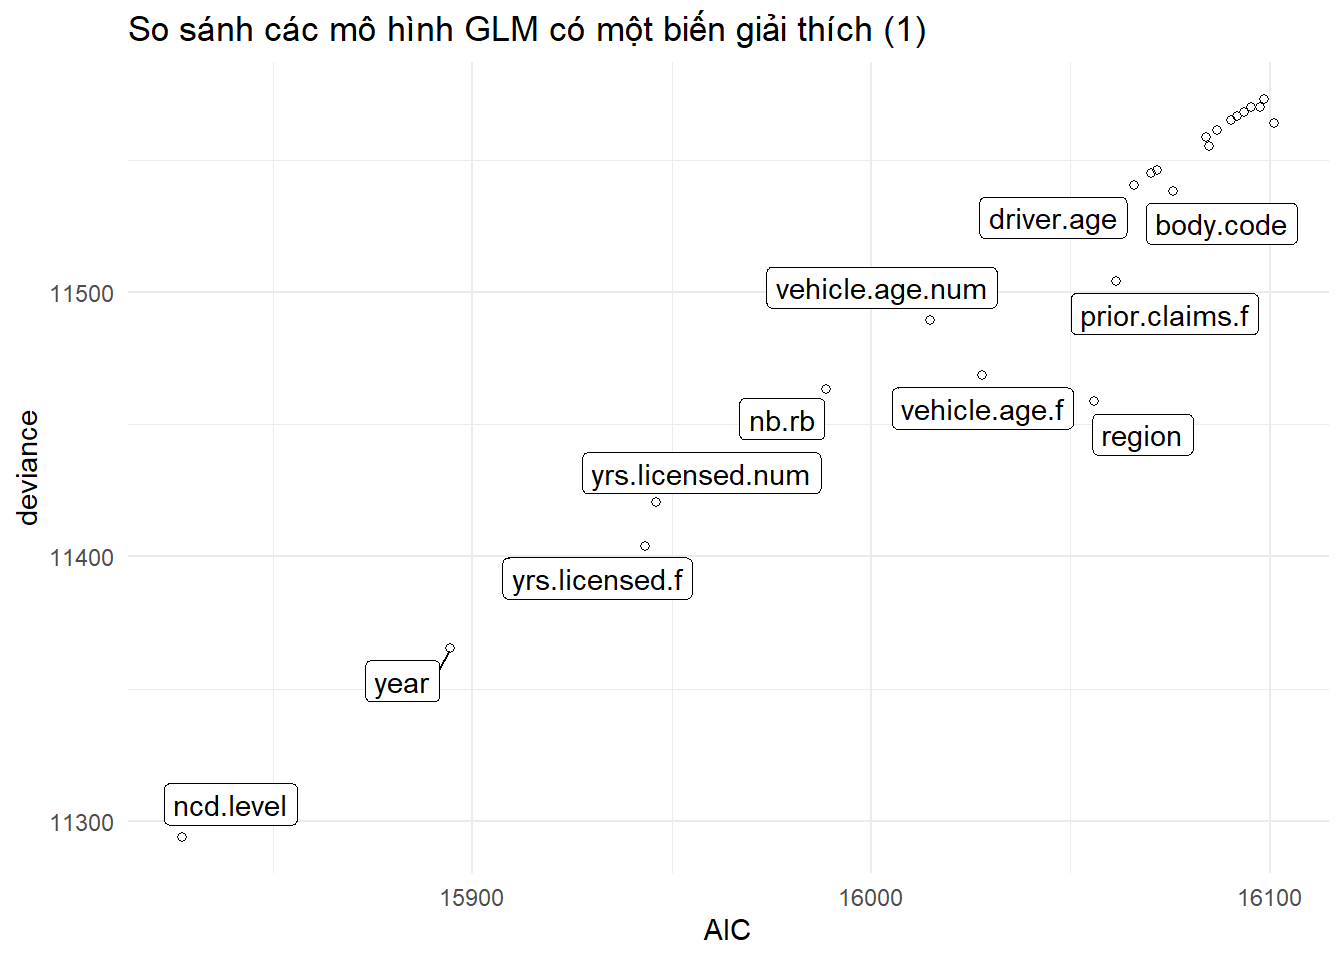 So sánh các mô hình GLM có một biến giải thích (1)
driver.age
body.code
vehicle.age.num
11500
prior.claims.f
nb.rb
vehicle.age.f
region
deviance
yrs.licensed.num
11400
yrs.licensed.f
year
ncd.level
11300
15900
16000
16100
AIC